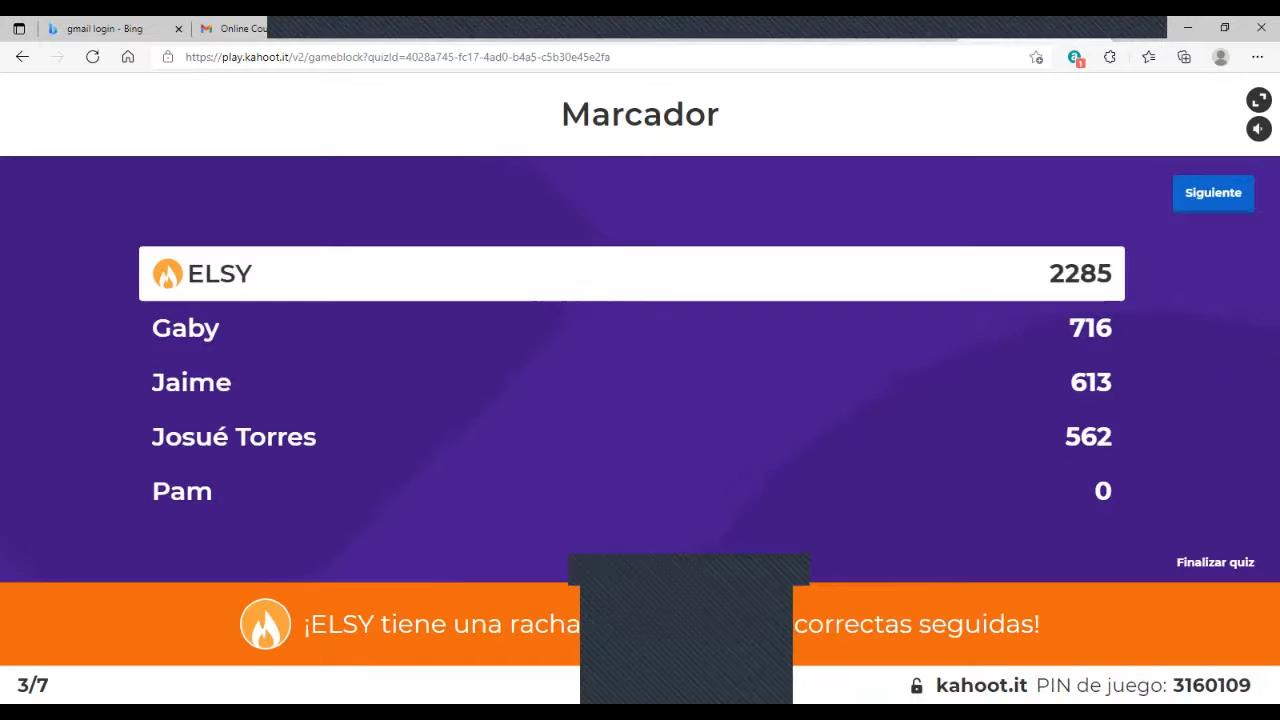 gmail login - Bing
Online Cou
https://play.kahoot.it/v2/gameblock?quizId=4028a745-fc17-4ad0-b4a5-c5b30e45e2fa
a
1
Marcador
Siguiente
ELSY 2285
Gaby 716
Jaime 613
Josué Torres 562
Pam 0
Finalizar quiz
¡ELSY tiene una racha correctas seguidas!
3/7
kahoot.it PIN de juego: 3160109